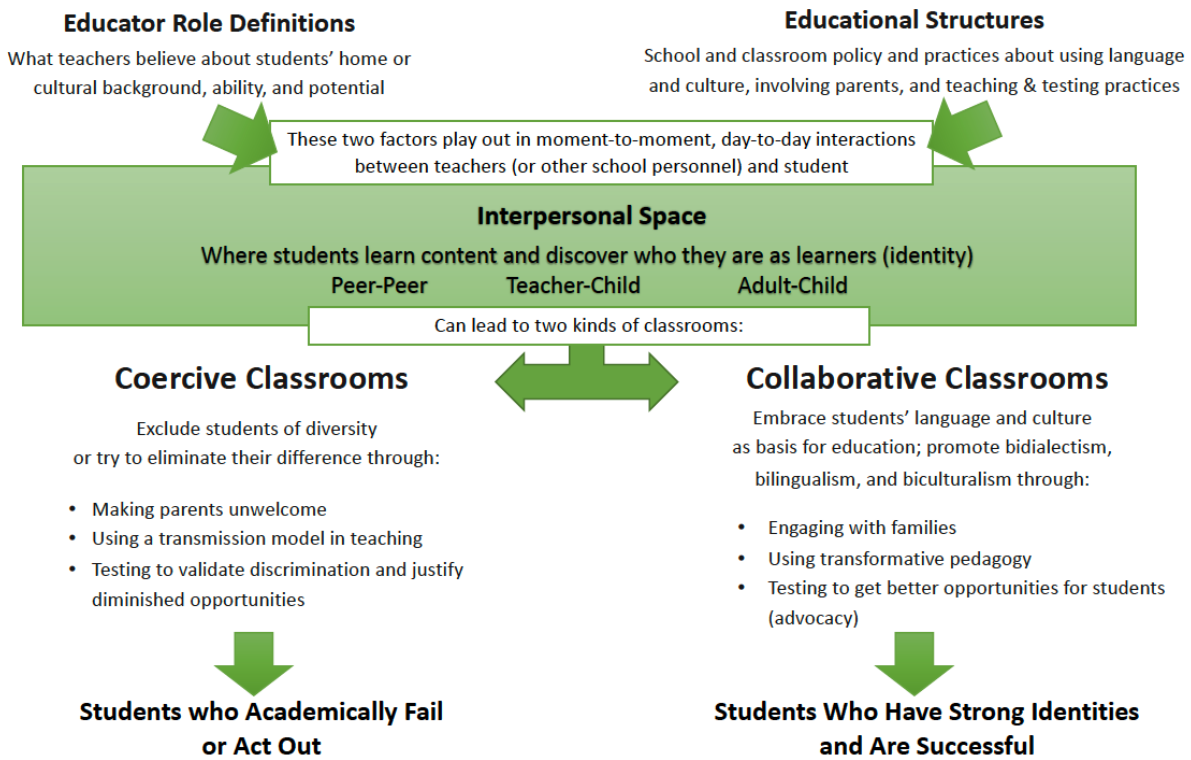 Educator Role Definitions
What teachers believe about students' home or
cultural background, ability, and potential
Educational Structures
School and classroom policy and practices about using language
and culture, involving parents, and teaching & testing practices
These two factors play out in moment-to-moment, day-to-day interactions
between teachers (or other school personnel) and student
Interpersonal Space
Where students learn content and discover who they are as learners (identity)
Peer-Peer Teacher-Child Adult-Child
Can lead to two kinds of classrooms:
Coercive Classrooms
Exclude students of diversity
or try to eliminate their difference through:
• Making parents unwelcome
• Using a transmission model in teaching
• Testing to validate discrimination and justify
diminished opportunities
Students who Academically Fail
or Act Out
Collaborative Classrooms
Embrace students' language and culture
as basis for education; promote bidialectism,
bilingualism, and biculturalism through:
• Engaging with families
• Using transformative pedagogy
• Testing to get better opportunities for students
(advocacy)
Students Who Have Strong Identities
and Are Successful